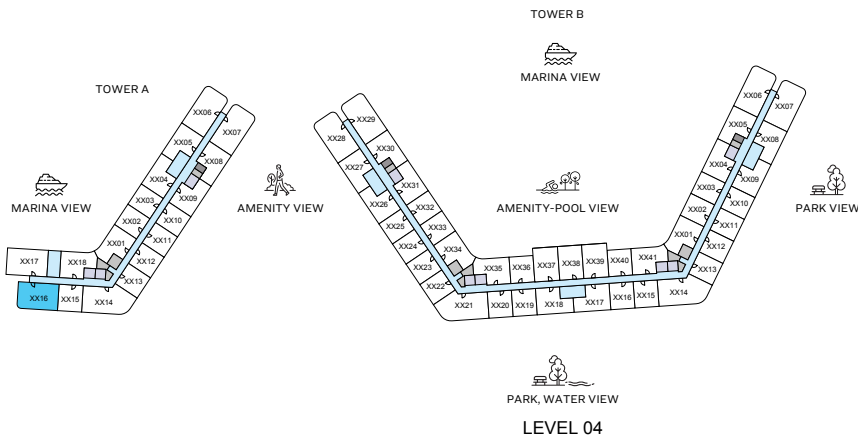 TOWER B
MARINA VIEW
TOWER A
XX06
XX07
XX05
XX08
XX04
XX09
XX03
XX10
XX02
XX11
XX01
XX12
XX13
XX17
XX18
XX16
XX15
XX14
MARINA VIEW
AMENITY VIEW
XX29
XX28
XX30
XX27
XX31
XX26
XX32
XX25
XX33
XX24
XX34
XX23
XX22
XX21
XX35
XX36
XX37
XX38
XX39
XX40
XX41
XX20
XX19
XX18
XX17
XX16
XX15
XX14
XX06
XX07
XX05
XX08
XX04
XX09
XX03
XX10
XX02
XX11
XX01
XX12
XX13
AMENITY-POOL VIEW
PARK VIEW
PARK, WATER VIEW
LEVEL 04